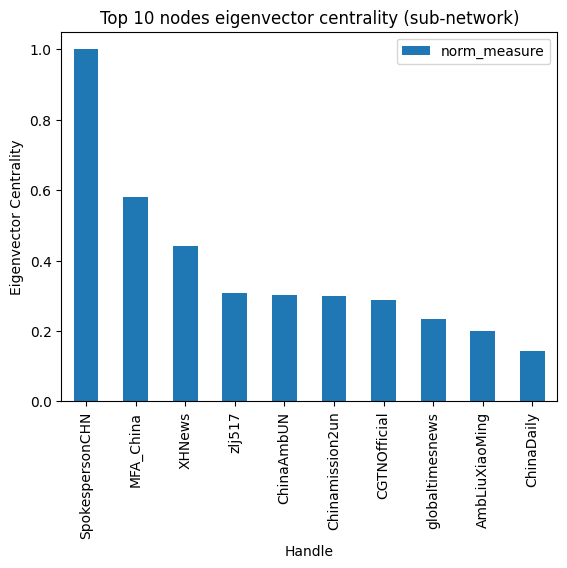 Top 10 nodes eigenvector centrality (sub-network)
norm_measure
Eigenvector Centrality
1.0
0.8
0.6
0.4
0.2
0.0
SpokespersonCHN
MFA_China
XHNews
zlj517
ChinaAmbUN
Chinamission2un
CGTNOfficial
globaltimesnews
AmbLiuXiaoMing
ChinaDaily
Handle